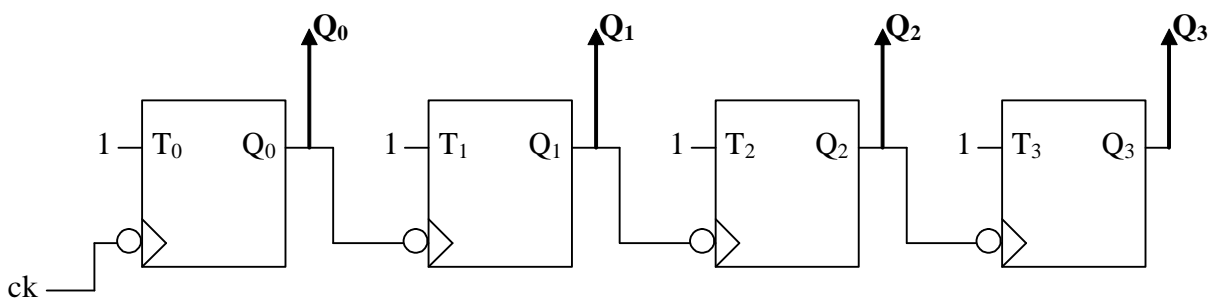 Q₀ Q₁ Q₂ Q₃
1 T₀ Q₀ 1 T₁ Q₁ 1 T₂ Q₂ 1 T₃ Q₃
ck